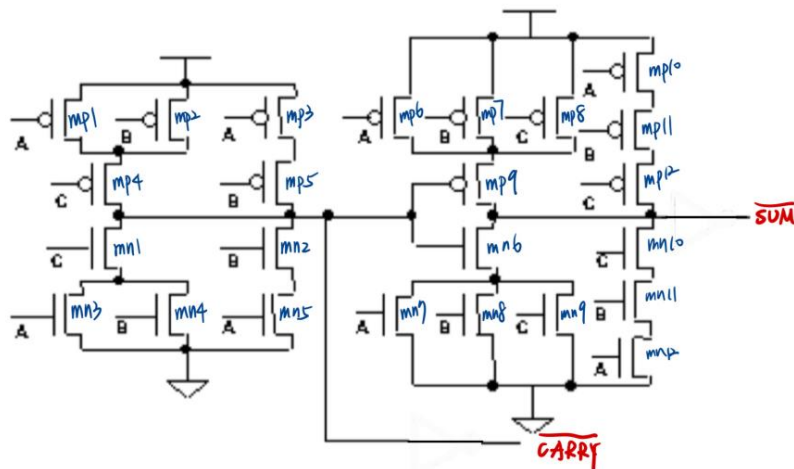 mp1 mp2 mp3 mp6 mp7 mp8 mp10
A B A A B C A
mp4 mp5 mp9 mp11
C B B
mp12
C
SUM
mn1 mn2 mn6 mn10
C B C
mn3 mn4 mn5 mn7 mn8 mn9 mn11
A B A A B C B
mn12
A
CARRY